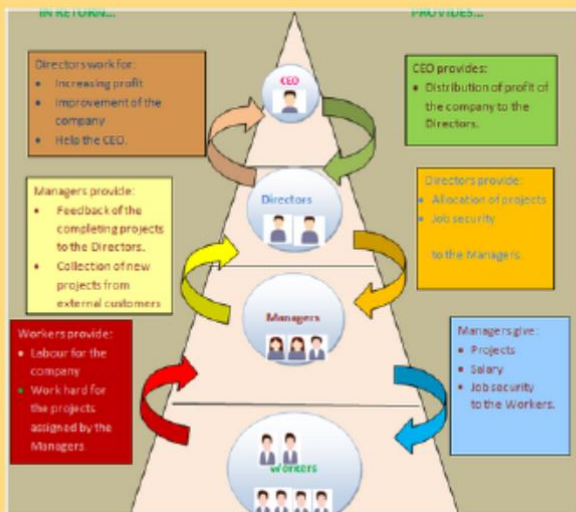 IN RETURN...
PROVIDES...
Directors work for:
• Increasing profit
• Improvement of the
company
• Help the CEO.
CEO
CEO provides:
• Distribution of profit of
the company to the
Directors.
Managers provide:
• Feedback of the
completing projects
to the Directors.
• Collection of new
projects from
external customers
Directors
Directors provide:
• Allocation of projects
• Job security
to the Managers.
Workers provide:
• Labour for the
company
• Work hard for
the projects
assigned by the
Managers
Managers
Managers give:
• Projects
• Salary
• Job security
to the Workers.
Workers